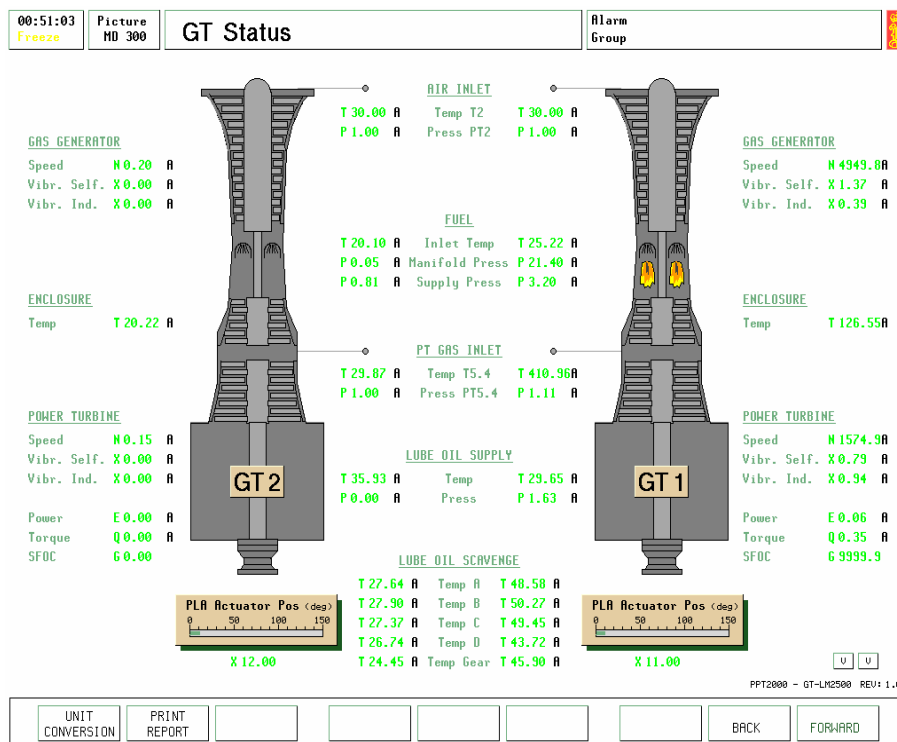 00:51:03 Picture GT Status Alarm
Freeze MD 300 Group
AIR INLET
T 30.00 A Temp T2 T 30.00 A
P 1.00 A Press PT2 P 1.00 A
GAS GENERATOR GAS GENERATOR
Speed N 0.20 A Speed N 4949.8A
Vibr. Self. X 0.00 A Vibr. Self. X 1.37 A
Vibr. Ind. X 0.00 A Vibr. Ind. X 0.39 A
FUEL
T 20.10 A Inlet Temp T 25.22 A
P 0.05 A Manifold Press P 21.40 A
P 0.81 A Supply Press P 3.20 A
ENCLOSURE ENCLOSURE
Temp T 20.22 A Temp T 126.55A
PT GAS INLET
T 29.87 A Temp T5.4 T 410.96A
P 1.00 A Press PT5.4 P 1.11 A
POWER TURBINE POWER TURBINE
Speed N 0.15 A Speed N 1574.9A
Vibr. Self. X 0.00 A Vibr. Self. X 0.79 A
Vibr. Ind. X 0.00 A Vibr. Ind. X 0.94 A
LUBE OIL SUPPLY
T 35.93 A Temp T 29.65 A
P 0.00 A Press P 1.63 A
GT 2 GT 1
Power E 0.00 A Power E 0.06 A
Torque Q 0.00 A Torque Q 0.35 A
SFOC G 0.00 SFOC G 9999.9
LUBE OIL SCAVENGE
T 27.64 A Temp A T 48.58 A
T 27.90 A Temp B T 50.27 A
T 27.37 A Temp C T 49.45 A
T 26.74 A Temp D T 43.72 A
T 24.45 A Temp Gear T 45.90 A
PLA Actuator Pos (deg) PLA Actuator Pos (deg)
0 50 100 150 0 50 100 150
X 12.00 X 11.00
V V
PPT2000 - GT-LM2500 REV: 1.
UNIT CONVERSION PRINT REPORT BACK FORWARD